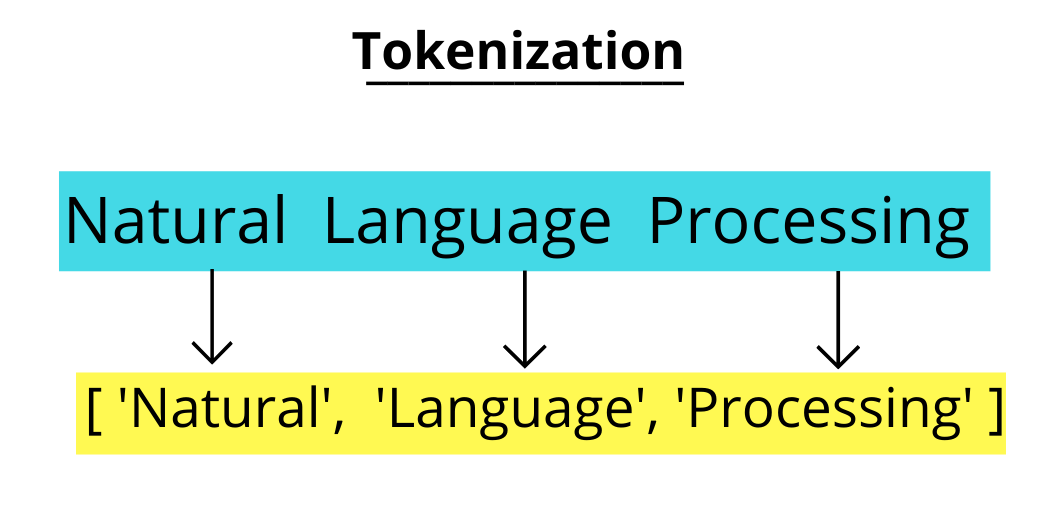 Tokenization
Natural Language Processing
[ 'Natural', 'Language', 'Processing' ]